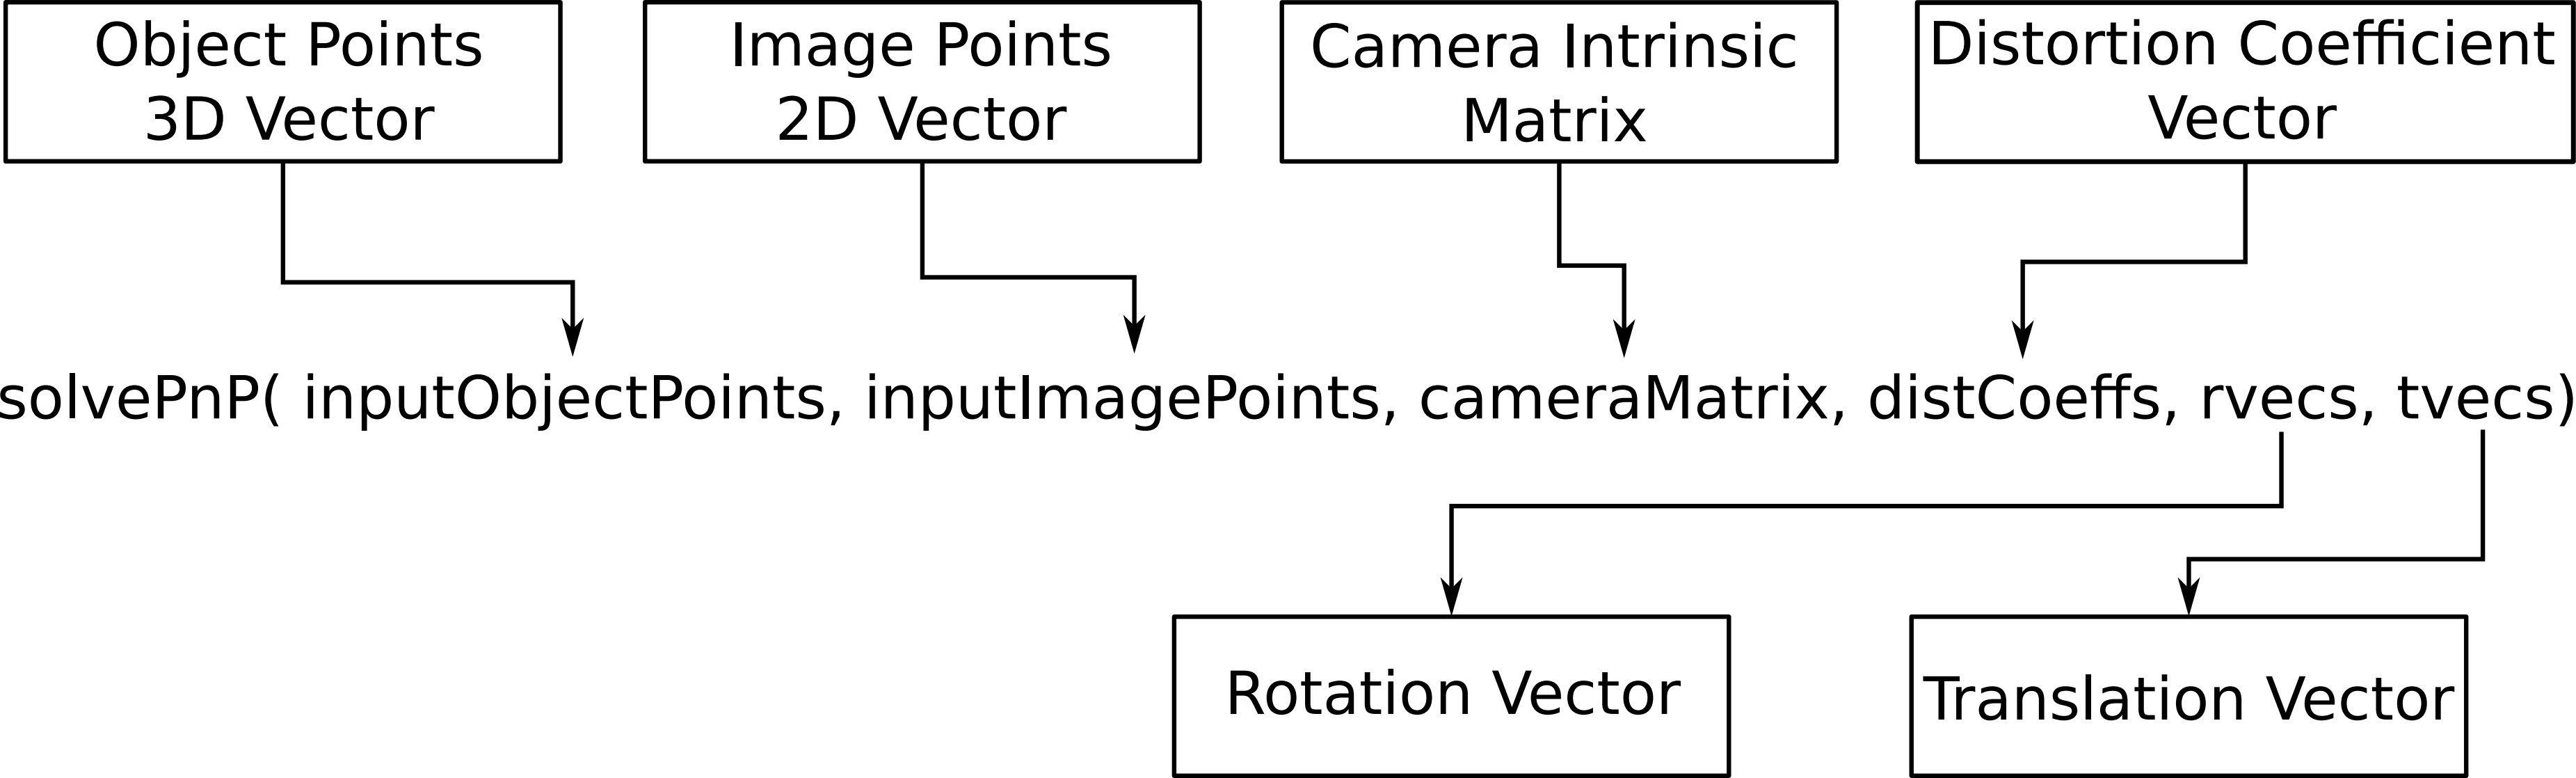 Object Points
3D Vector
Image Points
2D Vector
Camera Intrinsic
Matrix
Distortion Coefficient
Vector
solvePnP( inputObjectPoints, inputImagePoints, cameraMatrix, distCoeffs, rvecs, tvecs)
Rotation Vector
Translation Vector